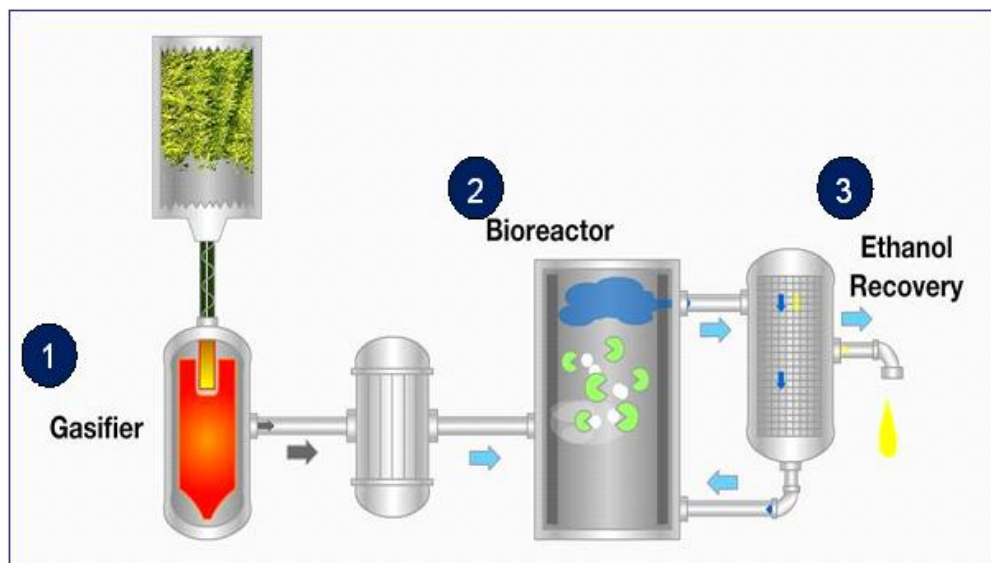 1
Gasifier
2
Bioreactor
3
Ethanol
Recovery